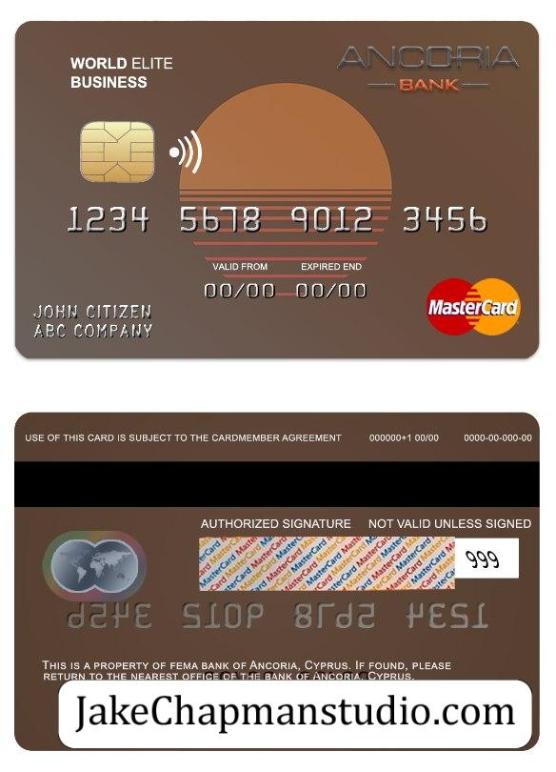 WORLD ELITE
BUSINESS
ANCORIA
BANK
1234 5678 9012 3456
VALID FROM EXPIRED END
00/00 00/00
JOHN CITIZEN
ABC COMPANY
MasterCard
USE OF THIS CARD IS SUBJECT TO THE CARDMEMBER AGREEMENT 000000+1 00/00 0000-00-000-00
AUTHORIZED SIGNATURE NOT VALID UNLESS SIGNED
MasterCard MasterCard MasterCard
999
THIS IS A PROPERTY OF FEMA BANK OF ANCORIA, CYPRUS. IF FOUND, PLEASE
RETURN TO THE NEAREST OFFICE OF THE BANK OF ANCORIA, CYPRUS.
JakeChapmanstudio.com